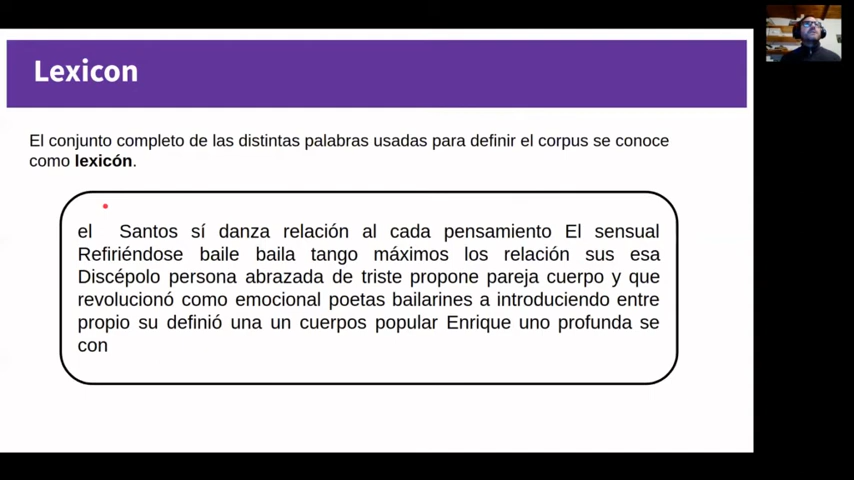 Lexicon
El conjunto completo de las distintas palabras usadas para definir el corpus se conoce
como lexicón.
el Santos sí danza relación al cada pensamiento El sensual
Refiriéndose baile baila tango máximos los relación sus esa
Discépolo persona abrazada de triste propone pareja cuerpo y que
revolucionó como emocional poetas bailarines a introduciendo entre
propio su definió una un cuerpos popular Enrique uno profunda se
con